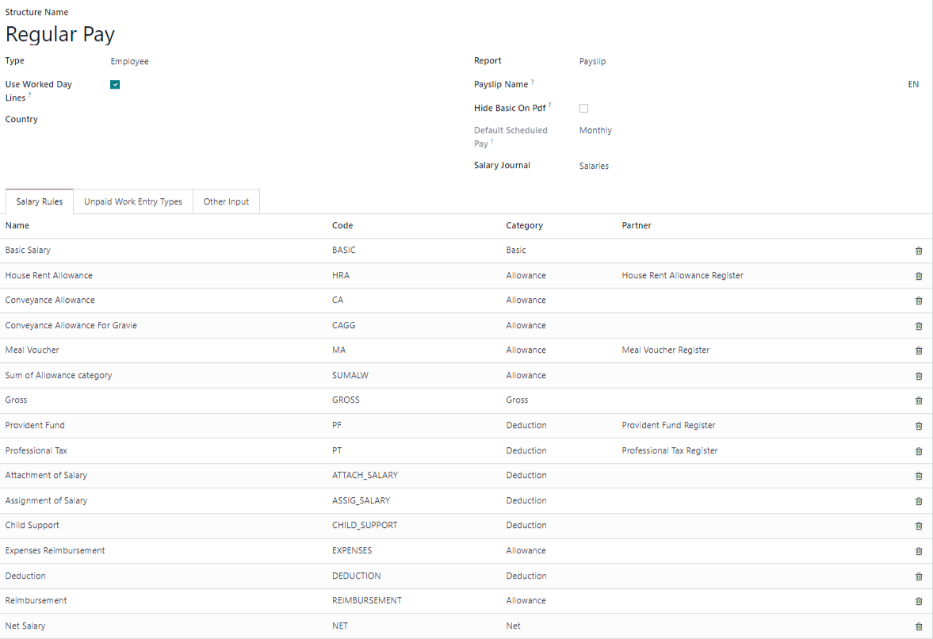 Structure Name
Regular Pay
Type Employee
Use Worked Day
Lines ?
Country
Report Payslip
Payslip Name ? EN
Hide Basic On Pdf ?
Default Scheduled Monthly
Pay ?
Salary Journal Salaries
Salary Rules Unpaid Work Entry Types Other Input
Name Code Category Partner
Basic Salary BASIC Basic
House Rent Allowance HRA Allowance House Rent Allowance Register
Conveyance Allowance CA Allowance
Conveyance Allowance For Gravie CAGG Allowance
Meal Voucher MA Allowance Meal Voucher Register
Sum of Allowance category SUMALW Allowance
Gross GROSS Gross
Provident Fund PF Deduction Provident Fund Register
Professional Tax PT Deduction Professional Tax Register
Attachment of Salary ATTACH_SALARY Deduction
Assignment of Salary ASSIG_SALARY Deduction
Child Support CHILD_SUPPORT Deduction
Expenses Reimbursement EXPENSES Allowance
Deduction DEDUCTION Deduction
Reimbursement REIMBURSEMENT Allowance
Net Salary NET Net